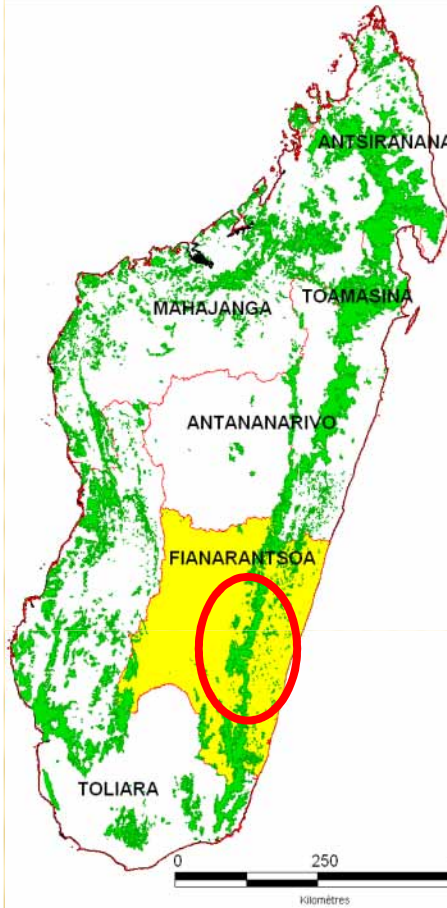 ANTSIRANANA
TOAMASINA
MAHAJANGA
ANTANANARIVO
FIANARANTSOA
TOLIARA
0 250
Kilomètres